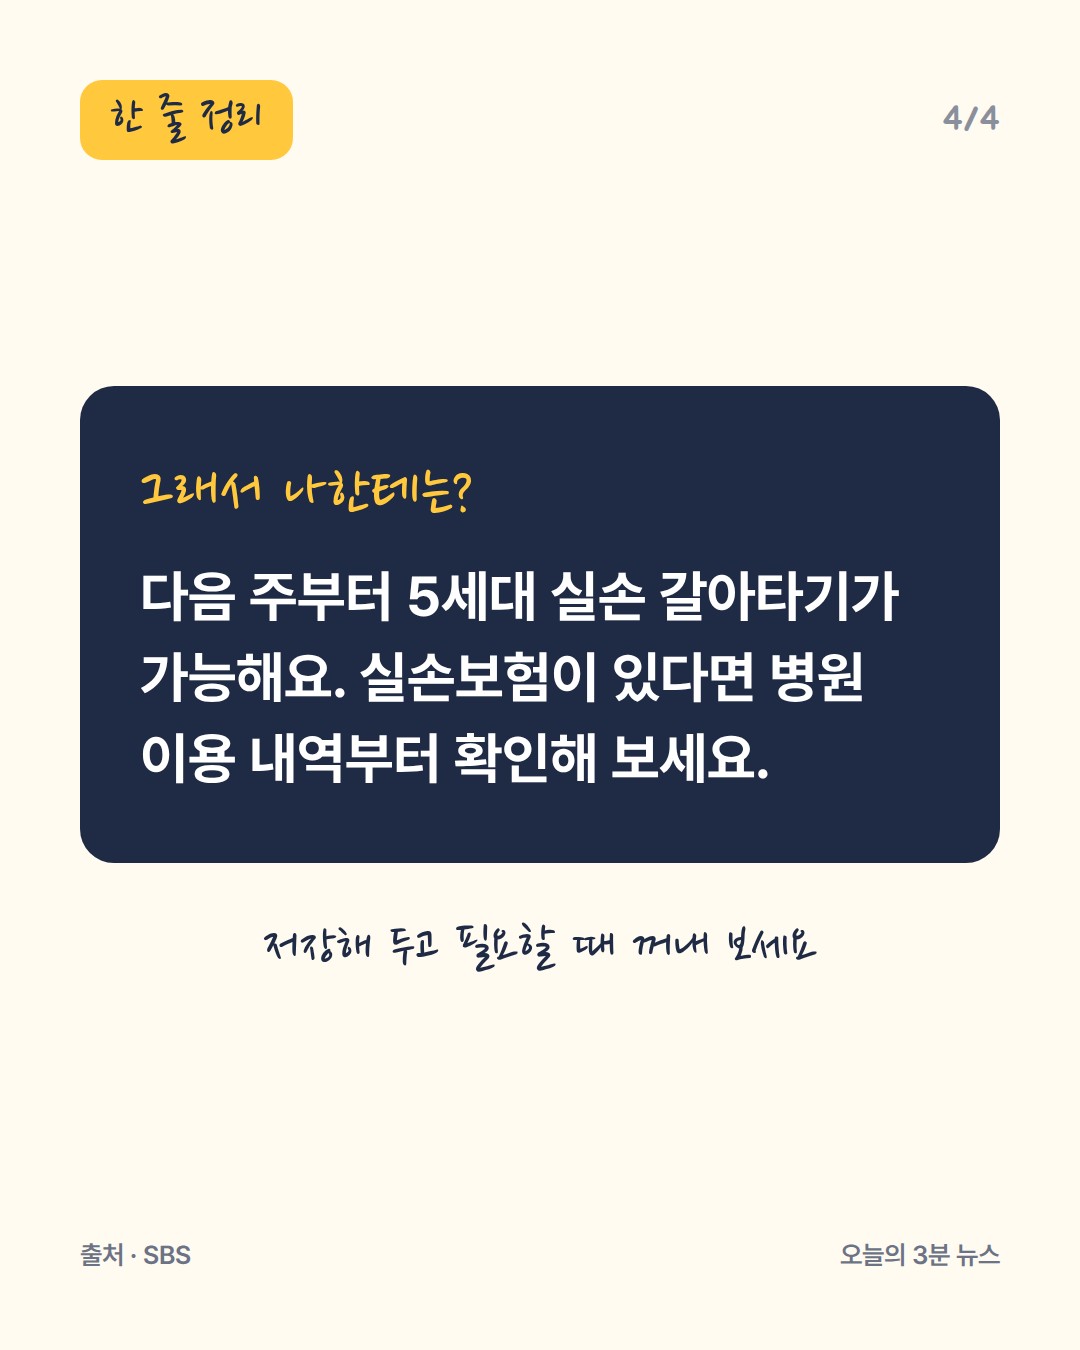 한 줄 정리
4/4
그래서 나한테는?
다음 주부터 5세대 실손 갈아타기가
가능해요. 실손보험이 있다면 병원
이용 내역부터 확인해 보세요.
저장해 두고 필요할 때 꺼내 보세요
출처 · SBS
오늘의 3분 뉴스